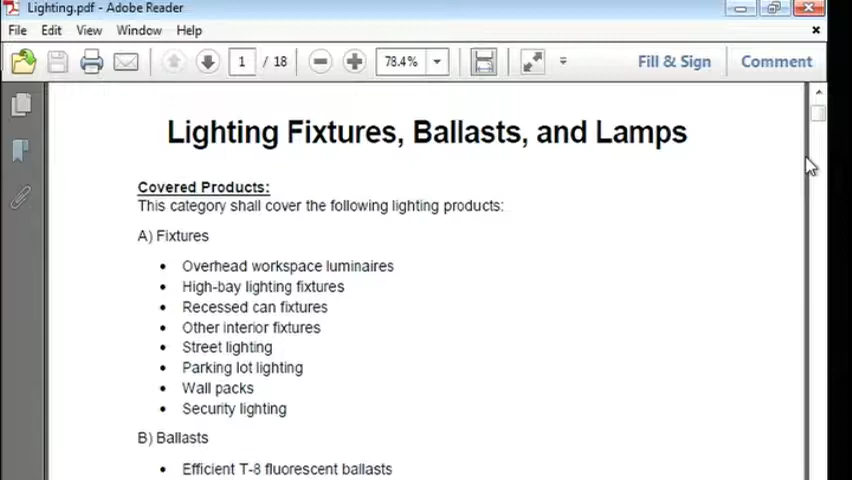 Lighting.pdf - Adobe Reader
File Edit View Window Help
1 / 18 78.4% Fill & Sign Comment
Lighting Fixtures, Ballasts, and Lamps
Covered Products:
This category shall cover the following lighting products:
A) Fixtures
• Overhead workspace luminaires
• High-bay lighting fixtures
• Recessed can fixtures
• Other interior fixtures
• Street lighting
• Parking lot lighting
• Wall packs
• Security lighting
B) Ballasts
• Efficient T-8 fluorescent ballasts